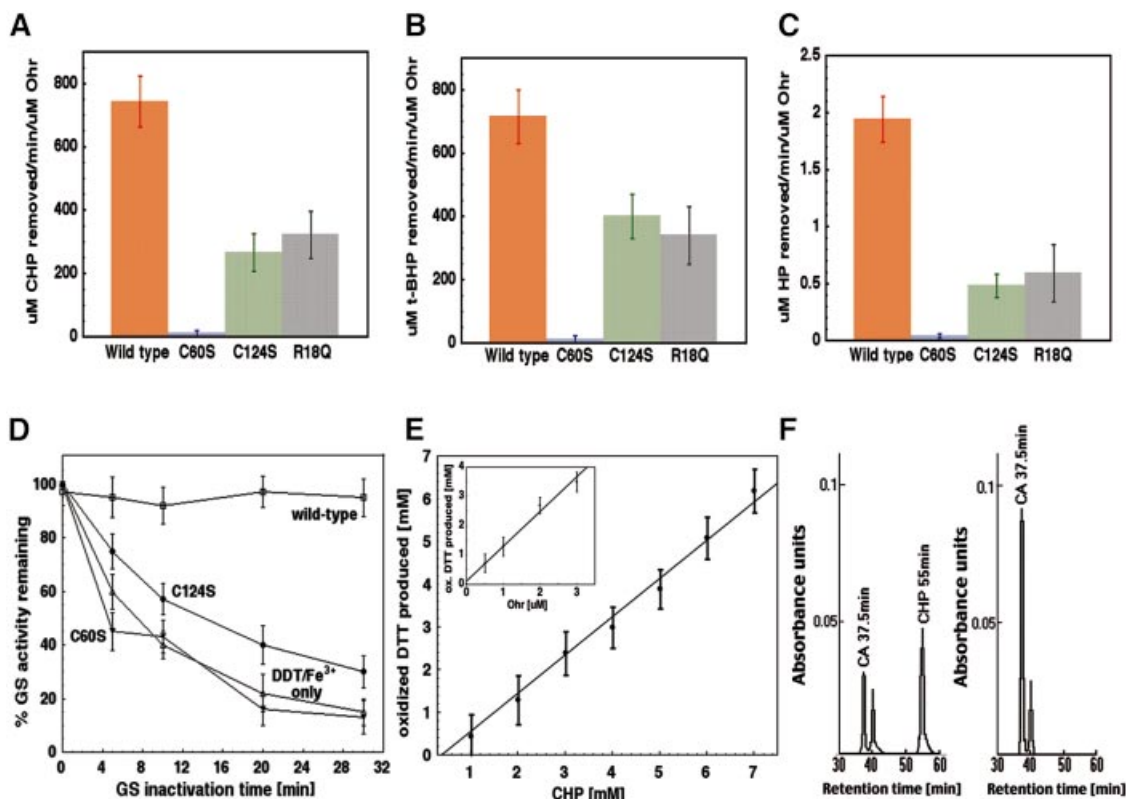 A
uM CHP removed/min/uM Ohr
800
600
400
200
0
Wild type C60S C124S R18Q
B
uM t-BHP removed/min/uM Ohr
800
600
400
200
0
Wild type C60S C124S R18Q
C
uM HP removed/min/uM Ohr
2.5
2
1.5
1
0.5
0
Wild type C60S C124S R18Q
D
% GS activity remaining
100
80
60
40
20
0
wild-type
C124S
C60S
DDT/Fe3+
only
0 4 8 12 16 20 24 28 32
GS inactivation time [min]
E
oxidized DTT produced [mM]
7
6
5
4
3
2
1
0
ox. DTT produced [mM]
4
3
2
1
0
0 1 2 3
Ohr [uM]
1 2 3 4 5 6 7
CHP [mM]
F
Absorbance units
0.1
0.05
CA 37.5min
CHP 55min
30 40 50 60
Retention time [min]
Absorbance units
0.1
0.05
CA 37.5min
30 40 50 60
Retention time [min]